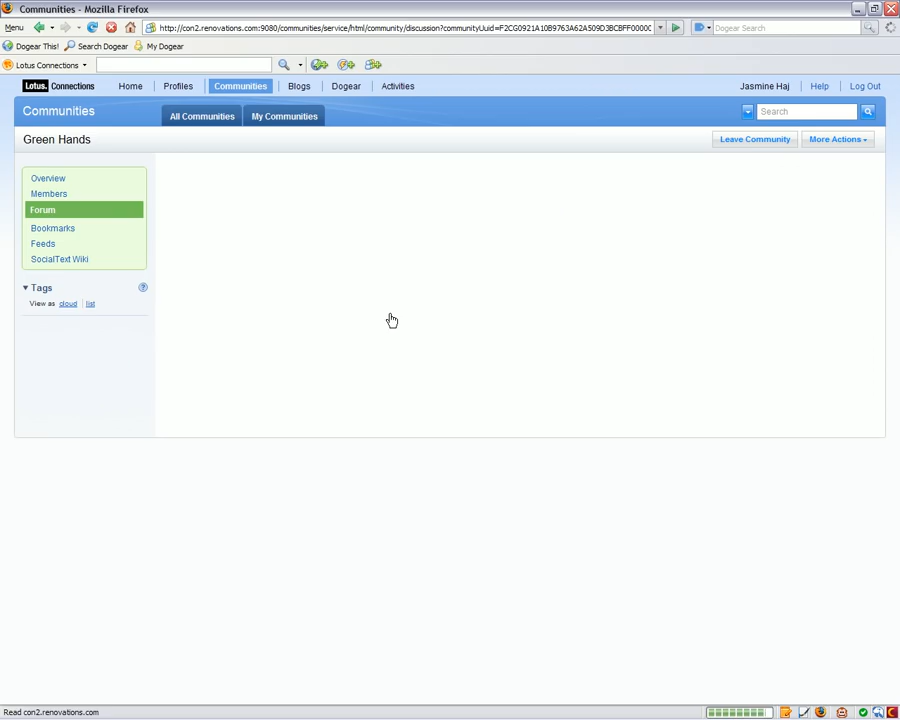 Communities - Mozilla Firefox
Menu http://con2.renovations.com:9080/communities/service/html/community/discussion?communityUuid=F2CG0921A10B9763A62A509D3BCBFF00000 Dogear Search
Dogear This! Search Dogear My Dogear
Lotus Connections
Lotus. Connections Home Profiles Communities Blogs Dogear Activities Jasmine Haj Help Log Out
Communities All Communities My Communities Search
Green Hands Leave Community More Actions
Overview
Members
Forum
Bookmarks
Feeds
SocialText Wiki
Tags ?
View as cloud list
Read con2.renovations.com